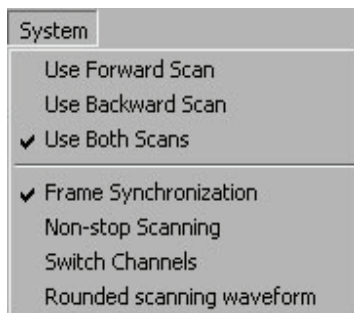 System
Use Forward Scan
Use Backward Scan
Use Both Scans
Frame Synchronization
Non-stop Scanning
Switch Channels
Rounded scanning waveform